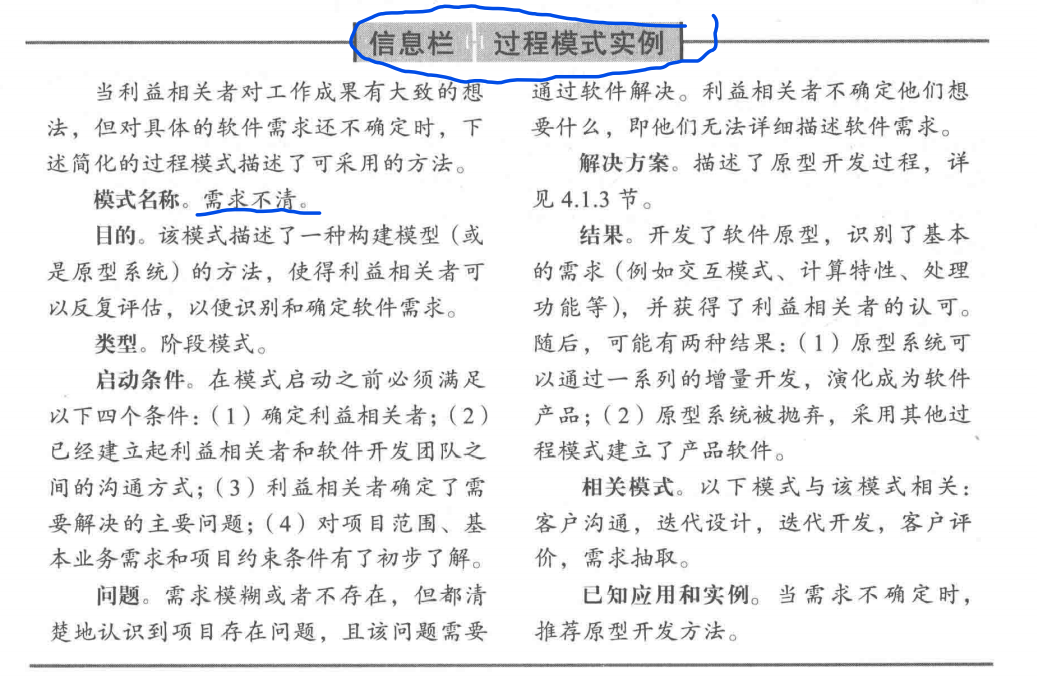 信息栏 过程模式实例
当利益相关者对工作成果有大致的想
法，但对具体的软件需求还不确定时，下
述简化的过程模式描述了可采用的方法。
模式名称。需求不清。
目的。该模式描述了一种构建模型（或
是原型系统）的方法，使得利益相关者可
以反复评估，以便识别和确定软件需求。
类型。阶段模式。
启动条件。在模式启动之前必须满足
以下四个条件：（1）确定利益相关者；（2）
已经建立起利益相关者和软件开发团队之
间的沟通方式；（3）利益相关者确定了需
要解决的主要问题；（4）对项目范围、基
本业务需求和项目约束条件有了初步了解。
问题。需求模糊或者不存在，但都清
楚地认识到项目存在问题，且该问题需要
通过软件解决。利益相关者不确定他们想
要什么，即他们无法详细描述软件需求。
解决方案。描述了原型开发过程，详
见 4.1.3 节。
结果。开发了软件原型，识别了基本
的需求（例如交互模式、计算特性、处理
功能等），并获得了利益相关者的认可。
随后，可能有两种结果：（1）原型系统可
以通过一系列的增量开发，演化成为软件
产品；（2）原型系统被抛弃，采用其他过
程模式建立了产品软件。
相关模式。以下模式与该模式相关：
客户沟通，迭代设计，迭代开发，客户评
价，需求抽取。
已知应用和实例。当需求不确定时，
推荐原型开发方法。